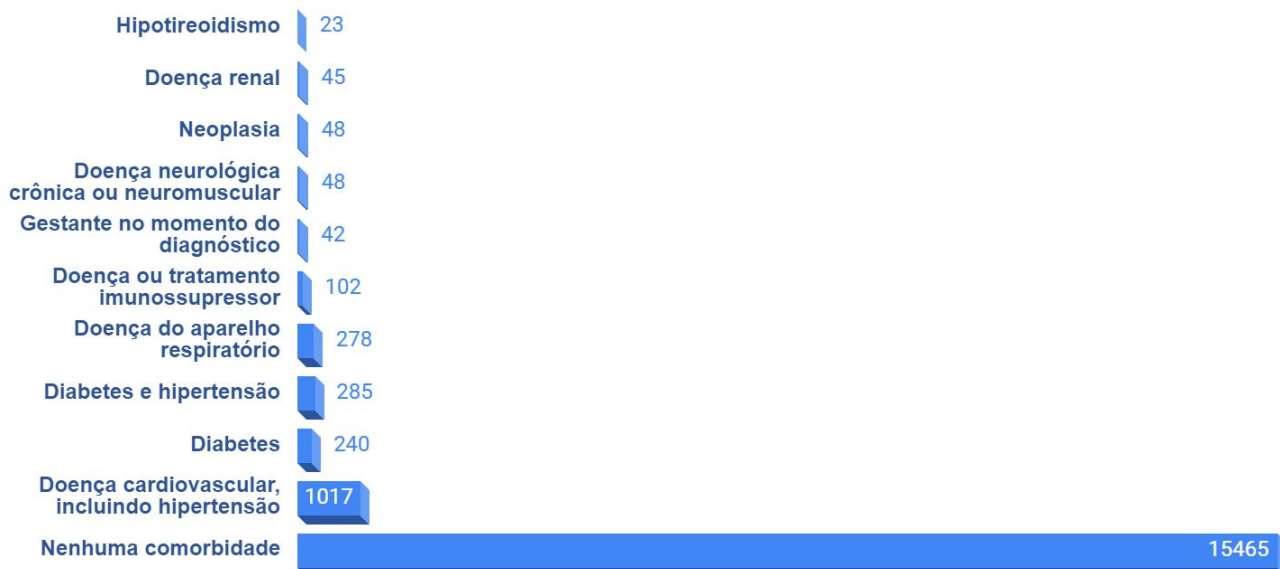 Hipotireoidismo 23
Doença renal 45
Neoplasia 48
Doença neurológica
crônica ou neuromuscular 48
Gestante no momento do
diagnóstico 42
Doença ou tratamento
imunossupressor 102
Doença do aparelho
respiratório 278
Diabetes e hipertensão 285
Diabetes 240
Doença cardiovascular,
incluindo hipertensão 1017
Nenhuma comorbidade 15465